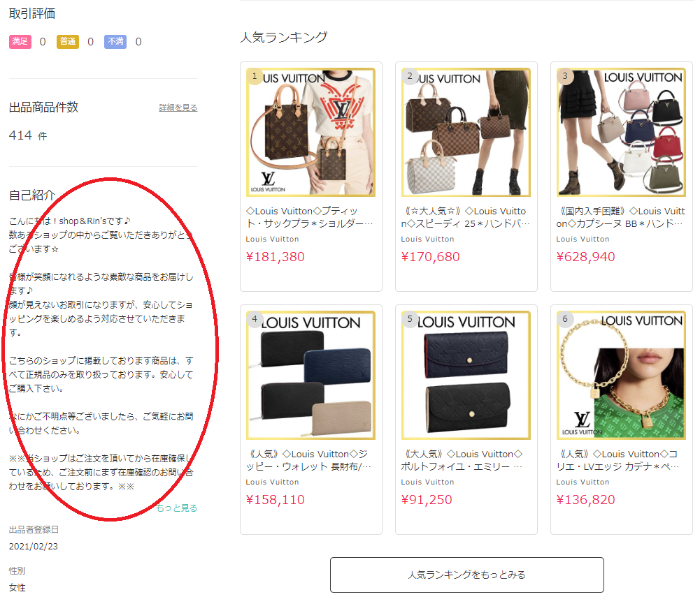 取引評価
満足 0 普通 0 不満 0
出品商品件数 詳細を見る
414 件
自己紹介
こんにちは！shop＆Rin'sです♪
数あるショップの中からご覧いただきありがとうございます☆
皆様が笑顔になれるような素敵な商品をお届けします♪
顔が見えないお取引になりますが、安心してショッピングを楽しめるよう対応させていただきます。
こちらのショップに掲載しております商品は、すべて正規品のみを取り扱っております。安心してご購入下さい。
なにかご不明点等ございましたら、ご気軽にお問い合わせください。
※※当ショップはご注文を頂いてから在庫確保しているため、ご注文前にまず在庫確認のお問い合わせをお願いしております。※※
もっと見る
出品者登録日
2021/02/23
性別
女性
人気ランキング
1
LOUIS VUITTON
LOUIS VUITTON
◇Louis Vuitton◇プティッ
ト・サックプラ＊ショルダー…
Louis Vuitton
¥181,380
2
LOUIS VUITTON
《☆大人気☆》◇Louis Vuitto
n◇スピーディ 25＊ハンドバ…
Louis Vuitton
¥170,680
3
LOUIS VUITTON
《国内入手困難》◇Louis Vuitt
on◇カプシーヌ BB＊ハンド…
Louis Vuitton
¥628,940
4
LOUIS VUITTON
《人気》◇Louis Vuitton◇ジ
ッピー・ウォレット 長財布/…
Louis Vuitton
¥158,110
5
LOUIS VUITTON
《大人気》◇Louis Vuitton◇
ポルトフォイユ・エミリー …
Louis Vuitton
¥91,250
6
LOUIS VUITTON
LOUIS VUITTON
《人気》◇Louis Vuitton◇コ
リエ・LVエッジ カデナ＊ペ…
Louis Vuitton
¥136,820
人気ランキングをもっとみる